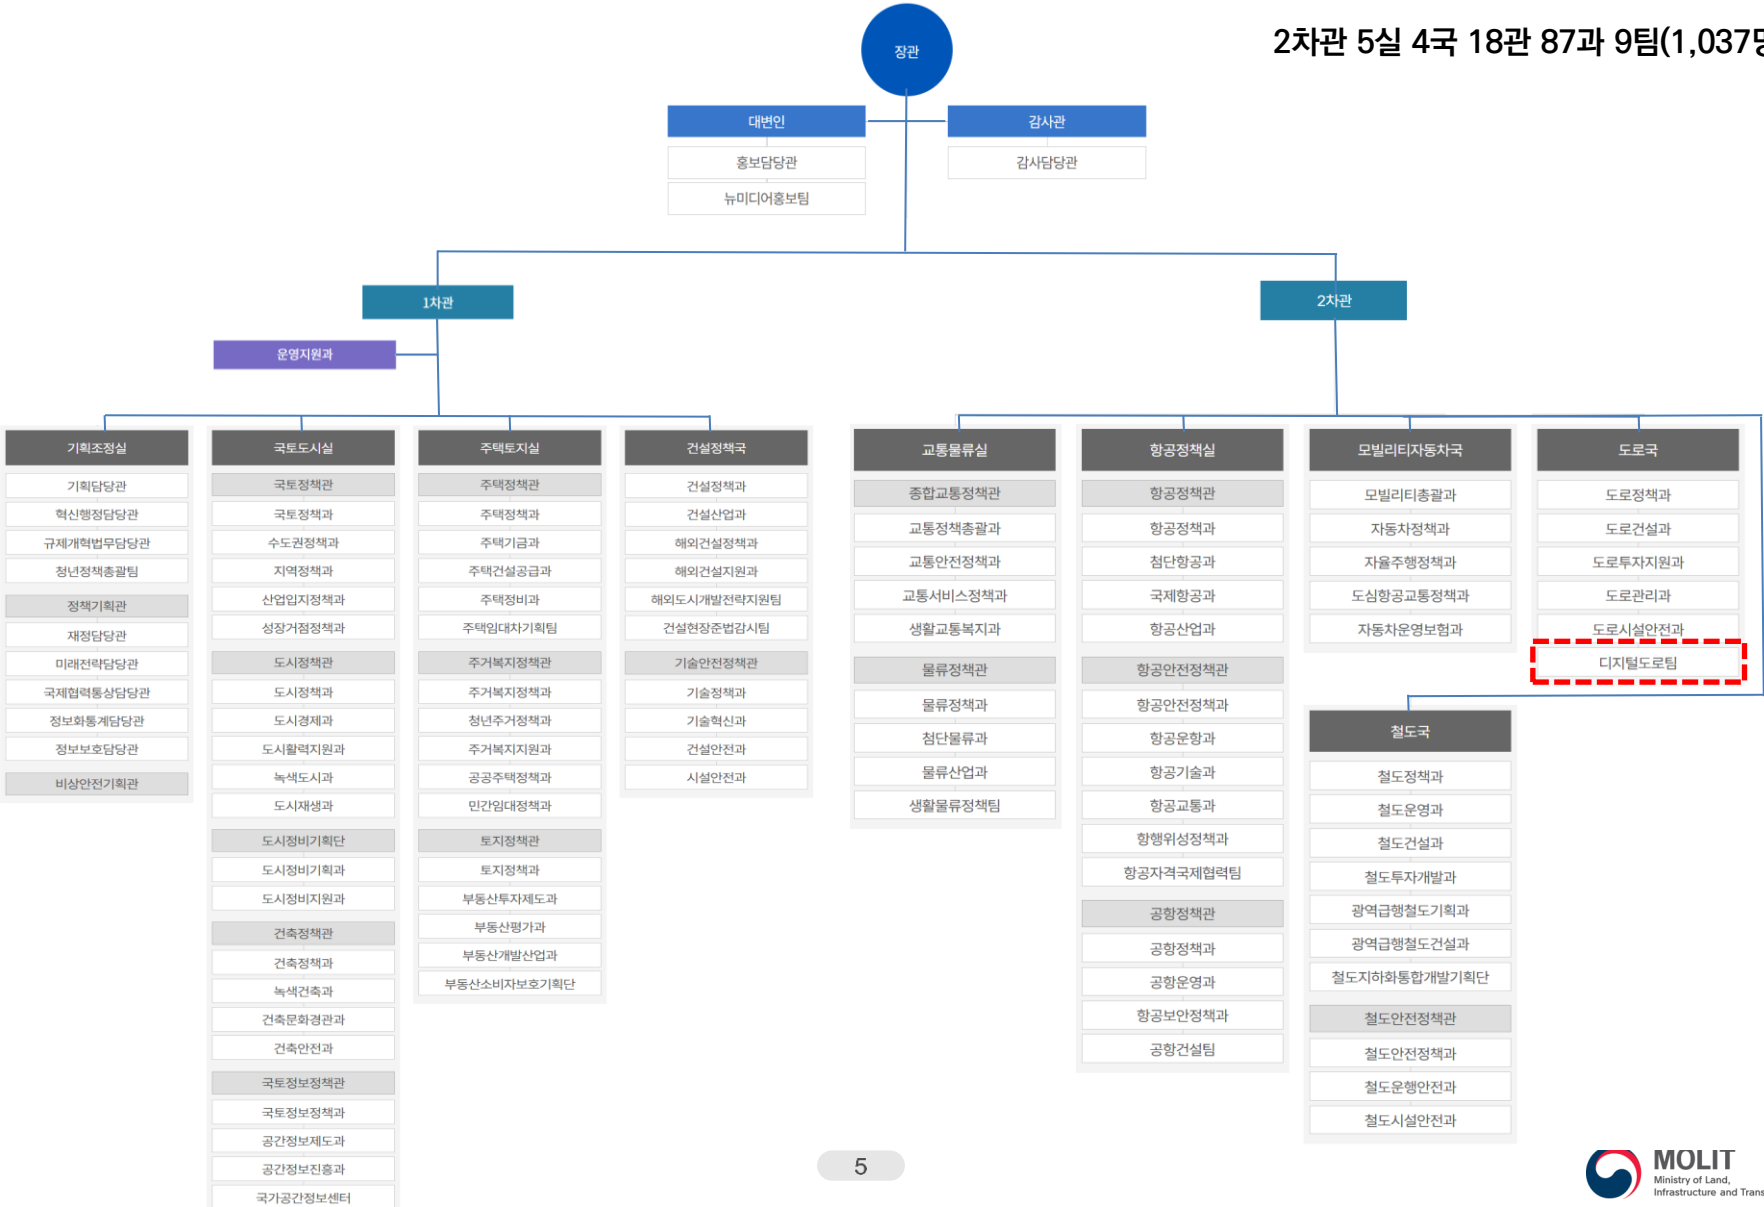 2차관 5실 4국 18관 87과 9팀(1,037명
장관
대변인
홍보담당관
뉴미디어홍보팀
감사관
감사담당관
1차관
2차관
운영지원과
기획조정실
기획담당관
혁신행정담당관
규제개혁법무담당관
청년정책총괄팀
정책기획관
재정담당관
미래전략담당관
국제협력통상담당관
정보화통계담당관
정보보호담당관
비상안전기획관
국토도시실
국토정책관
국토정책과
수도권정책과
지역정책과
산업입지정책과
성장거점정책과
도시정책관
도시정책과
도시경제과
도시활력지원과
녹색도시과
도시재생과
도시정비기획단
도시정비기획과
도시정비지원과
건축정책관
건축정책과
녹색건축과
건축문화경관과
건축안전과
국토정보정책관
국토정보정책과
공간정보제도과
공간정보진흥과
국가공간정보센터
주택토지실
주택정책관
주택정책과
주택기금과
주택건설공급과
주택정비과
주택임대차기획팀
주거복지정책관
주거복지정책과
청년주거정책과
주거복지지원과
공공주택정책과
민간임대정책과
토지정책관
토지정책과
부동산투자제도과
부동산평가과
부동산개발산업과
부동산소비자보호기획단
건설정책국
건설정책과
건설산업과
해외건설정책과
해외건설지원과
해외도시개발전략지원팀
건설현장준법감시팀
기술안전정책관
기술정책과
기술혁신과
건설안전과
시설안전과
교통물류실
종합교통정책관
교통정책총괄과
교통안전정책과
교통서비스정책과
생활교통복지과
물류정책관
물류정책과
첨단물류과
물류산업과
생활물류정책팀
항공정책실
항공정책관
항공정책과
첨단항공과
국제항공과
항공산업과
항공안전정책관
항공안전정책과
항공운항과
항공기술과
항공교통과
항행위성정책과
항공자격국제협력팀
공항정책관
공항정책과
공항운영과
항공보안정책과
공항건설팀
모빌리티자동차국
모빌리티총괄과
자동차정책과
자율주행정책과
도심항공교통정책과
자동차운영보험과
도로국
도로정책과
도로건설과
도로투자지원과
도로관리과
도로시설안전과
디지털도로팀
철도국
철도정책과
철도운영과
철도건설과
철도투자개발과
광역급행철도기획과
광역급행철도건설과
철도지하화통합개발기획단
철도안전정책관
철도안전정책과
철도운행안전과
철도시설안전과
5
MOLIT
Ministry of Land,
Infrastructure and Trans